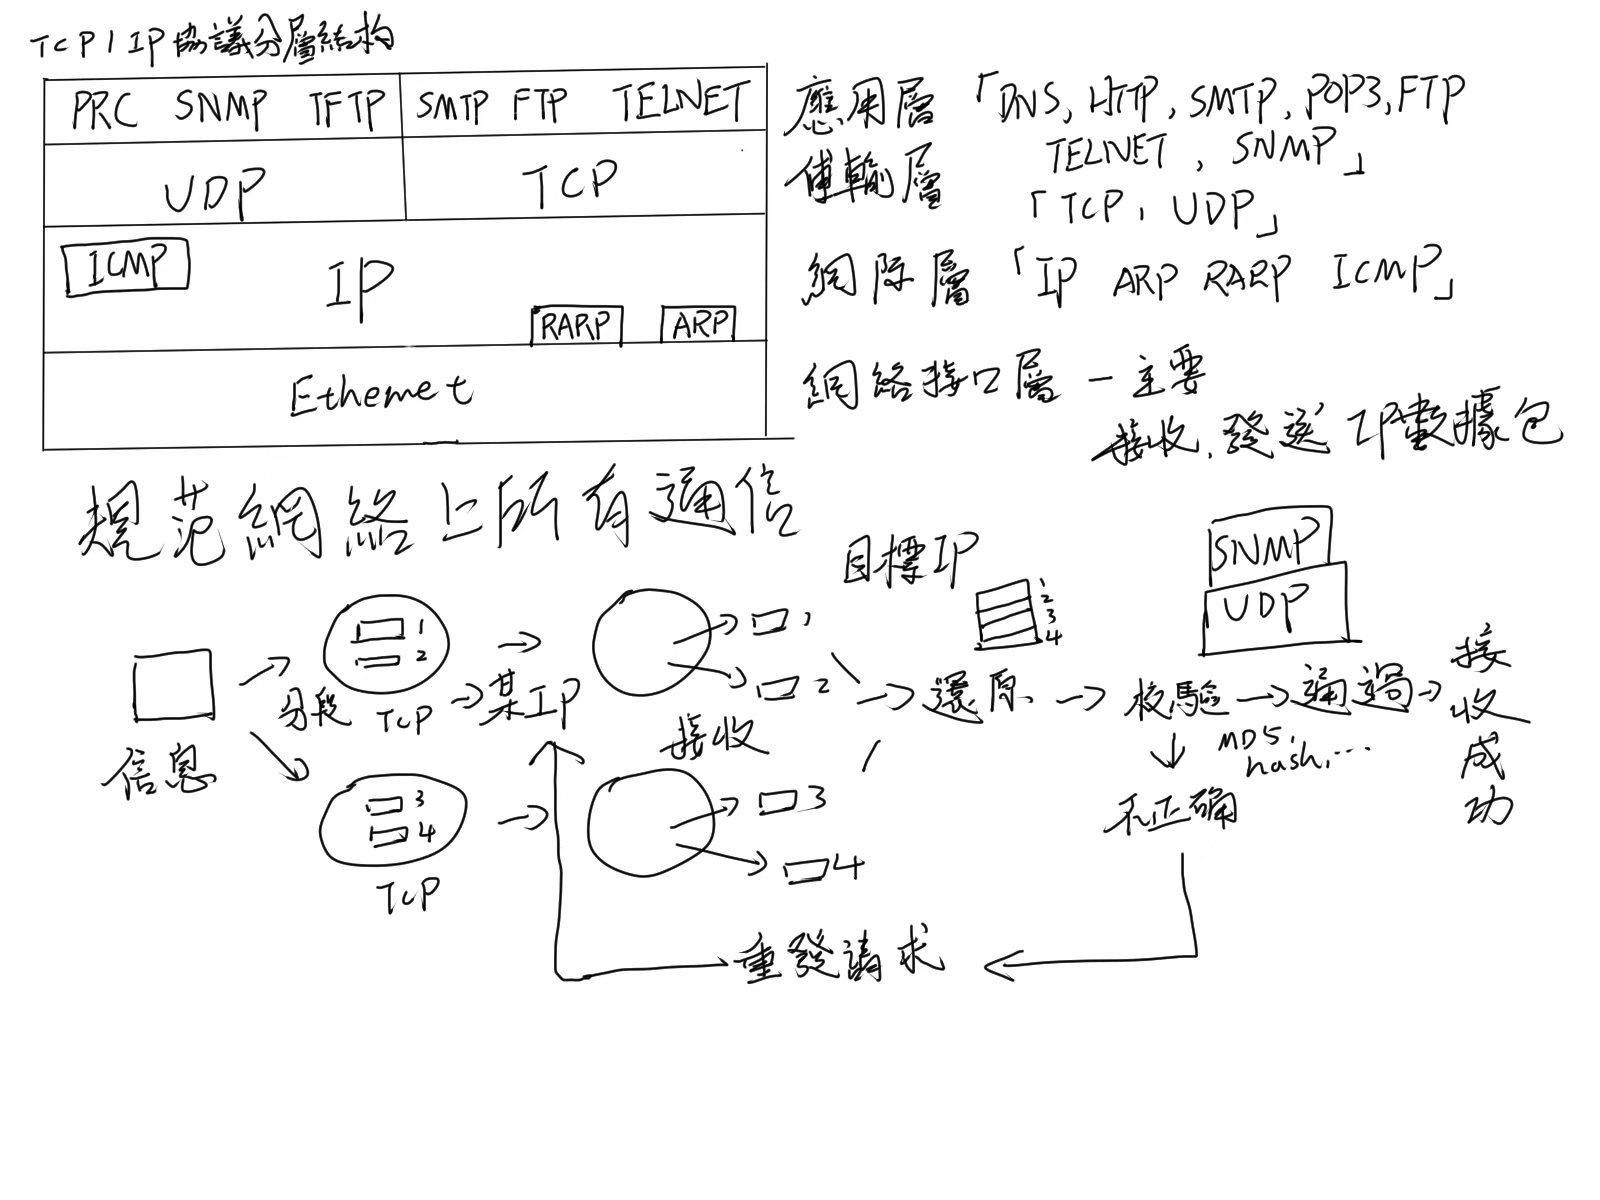 TCP/IP協議分層結构
PRC SNMP TFTP SMTP FTP TELNET
UDP TCP
ICMP
IP
RARP ARP
Ethernet
應用層「DNS, HTTP, SMTP, POP3, FTP
TELNET, SNMP」
傳輸層
「TCP, UDP」
網际層「IP ARP RARP ICMP」
網絡接口層 - 主要
接收, 發送 IP數據包
規范網絡上所有通信
信息
分段
1
2
TCP
3
4
TCP
某IP
接收
1
2
3
4
目標IP
1
2
3
4
還原
SNMP
UDP
校驗
MD5,
hash, ...
通過
接收成功
不正确
重發請求